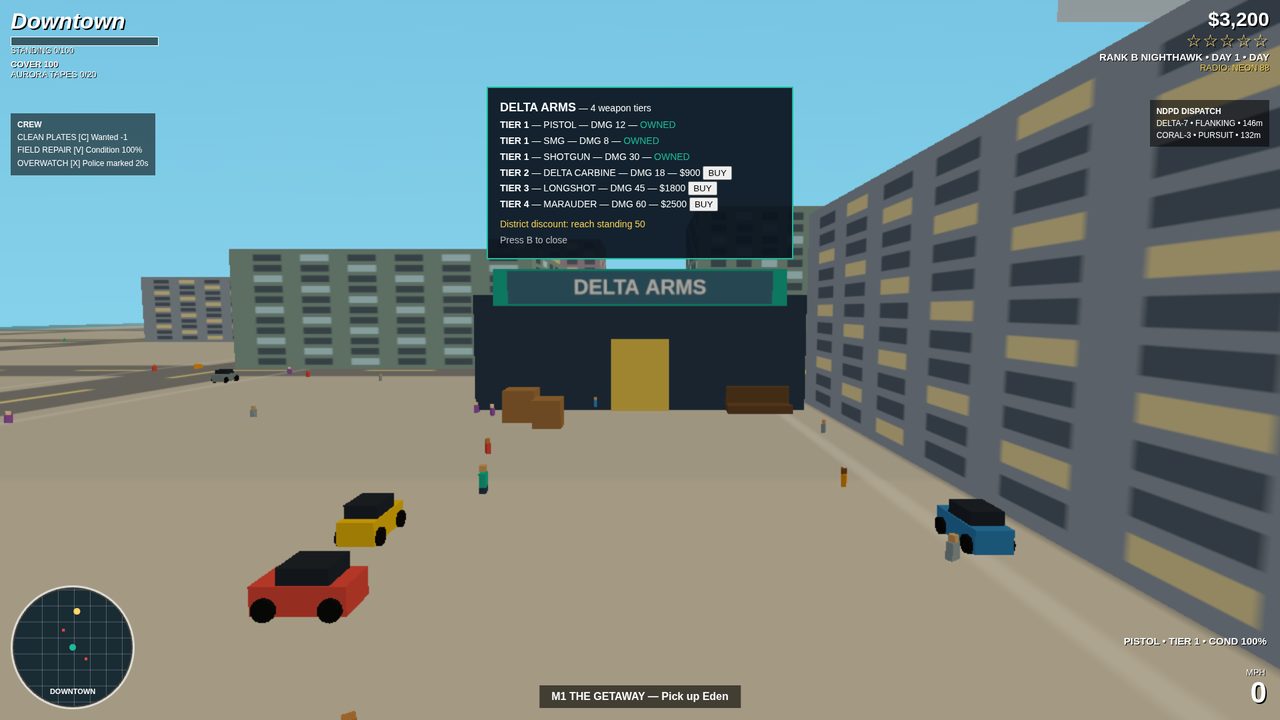 Downtown
STANDING 0/100
COVER 100
AURORA TAPES 0/20
CREW
CLEAN PLATES [C] Wanted -1
FIELD REPAIR [V] Condition 100%
OVERWATCH [X] Police marked 20s
DELTA ARMS — 4 weapon tiers
TIER 1 — PISTOL — DMG 12 — OWNED
TIER 1 — SMG — DMG 8 — OWNED
TIER 1 — SHOTGUN — DMG 30 — OWNED
TIER 2 — DELTA CARBINE — DMG 18 — $900 BUY
TIER 3 — LONGSHOT — DMG 45 — $1800 BUY
TIER 4 — MARAUDER — DMG 60 — $2500 BUY
District discount: reach standing 50
Press B to close
$3,200
☆☆☆☆☆
RANK B NIGHTHAWK • DAY 1 • DAY
RADIO: NEON 88
NDPD DISPATCH
DELTA-7 • FLANKING • 146m
CORAL-3 • PURSUIT • 132m
DELTA ARMS
DOWNTOWN
M1 THE GETAWAY — Pick up Eden
PISTOL • TIER 1 • COND 100%
MPH
0